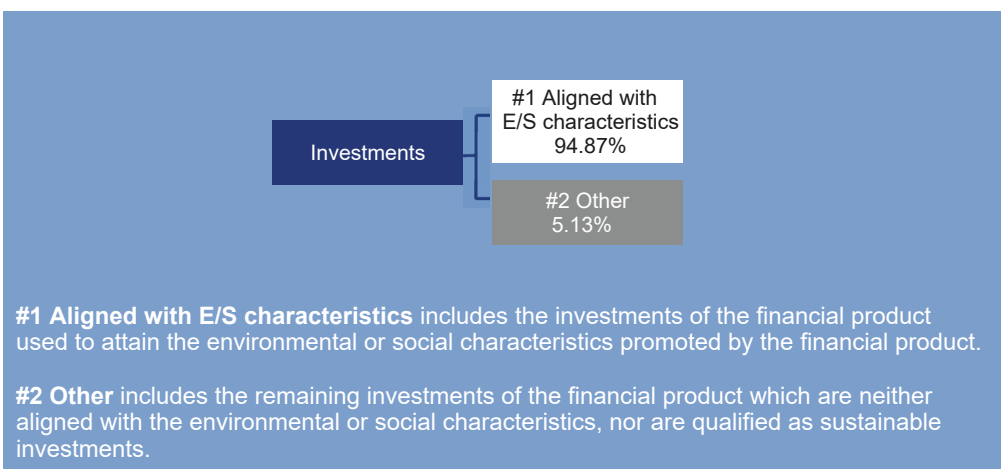 Investments
#1 Aligned with
E/S characteristics
94.87%
#2 Other
5.13%
#1 Aligned with E/S characteristics includes the investments of the financial product
used to attain the environmental or social characteristics promoted by the financial product.
#2 Other includes the remaining investments of the financial product which are neither
aligned with the environmental or social characteristics, nor are qualified as sustainable
investments.